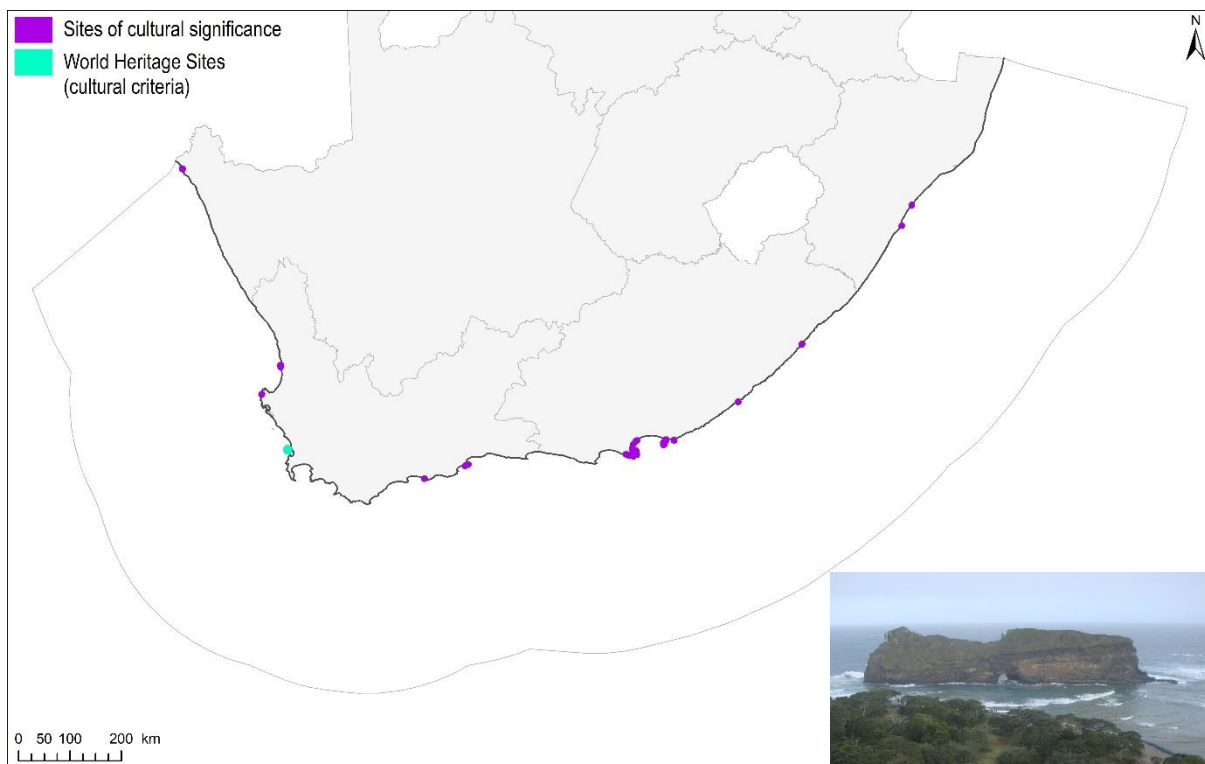 Sites of cultural significance
World Heritage Sites
(cultural criteria)
N
0 50 100 200 km